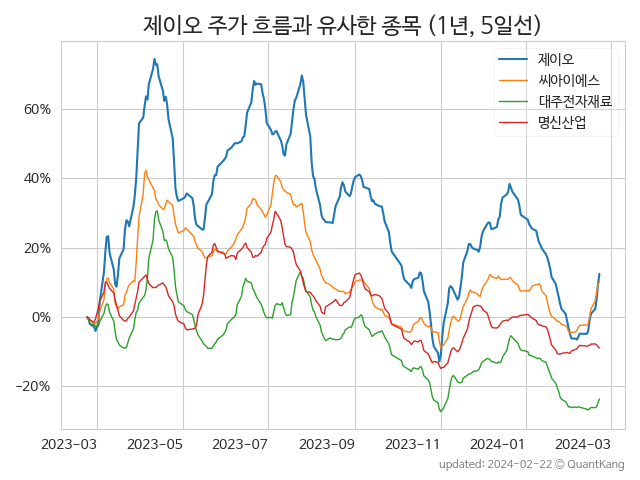 제이오 주가 흐름과 유사한 종목 (1년, 5일선)
제이오
씨아이에스
대주전자재료
명신산업
60%
40%
20%
0%
−20%
2023-03 2023-05 2023-07 2023-09 2023-11 2024-01 2024-03
updated: 2024-02-22 © QuantKang